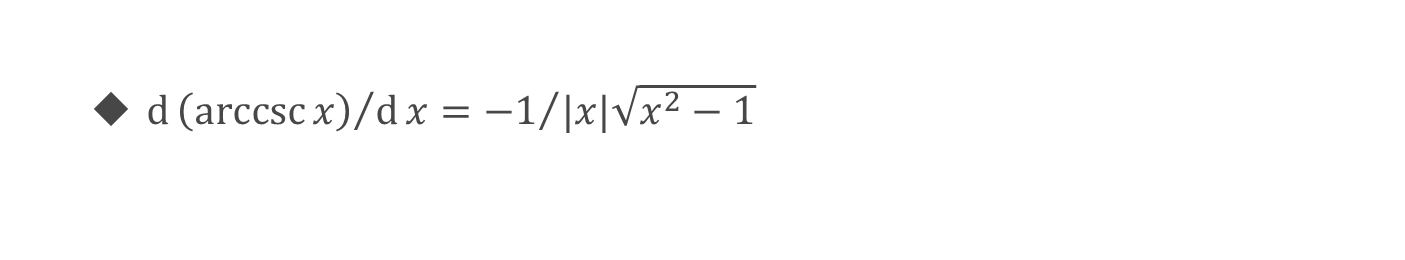 ◆ d (arccsc x)/d x = −1/|x|√(x² − 1)